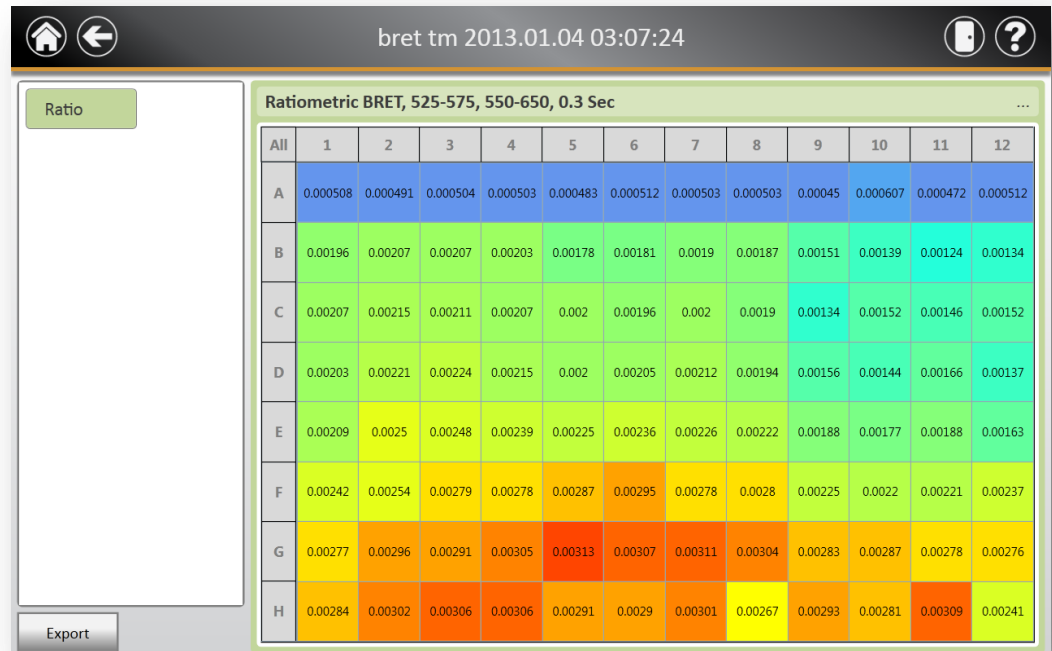 bret tm 2013.01.04 03:07:24
?
Ratio
Ratiometric BRET, 525-575, 550-650, 0.3 Sec
...
All 1 2 3 4 5 6 7 8 9 10 11 12
A 0.000508 0.000491 0.000504 0.000503 0.000483 0.000512 0.000503 0.000503 0.00045 0.000607 0.000472 0.000512
B 0.00196 0.00207 0.00207 0.00203 0.00178 0.00181 0.0019 0.00187 0.00151 0.00139 0.00124 0.00134
C 0.00207 0.00215 0.00211 0.00207 0.002 0.00196 0.002 0.0019 0.00134 0.00152 0.00146 0.00152
D 0.00203 0.00221 0.00224 0.00215 0.002 0.00205 0.00212 0.00194 0.00156 0.00144 0.00166 0.00137
E 0.00209 0.0025 0.00248 0.00239 0.00225 0.00236 0.00226 0.00222 0.00188 0.00177 0.00188 0.00163
F 0.00242 0.00254 0.00279 0.00278 0.00287 0.00295 0.00278 0.0028 0.00225 0.0022 0.00221 0.00237
G 0.00277 0.00296 0.00291 0.00305 0.00313 0.00307 0.00311 0.00304 0.00283 0.00287 0.00278 0.00276
H 0.00284 0.00302 0.00306 0.00306 0.00291 0.0029 0.00301 0.00267 0.00293 0.00281 0.00309 0.00241
Export